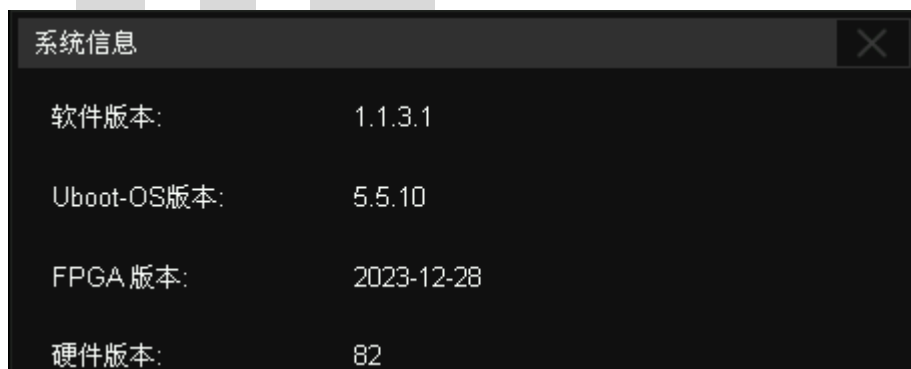 系统信息
软件版本: 1.1.3.1
Uboot-OS版本: 5.5.10
FPGA 版本: 2023-12-28
硬件版本: 82